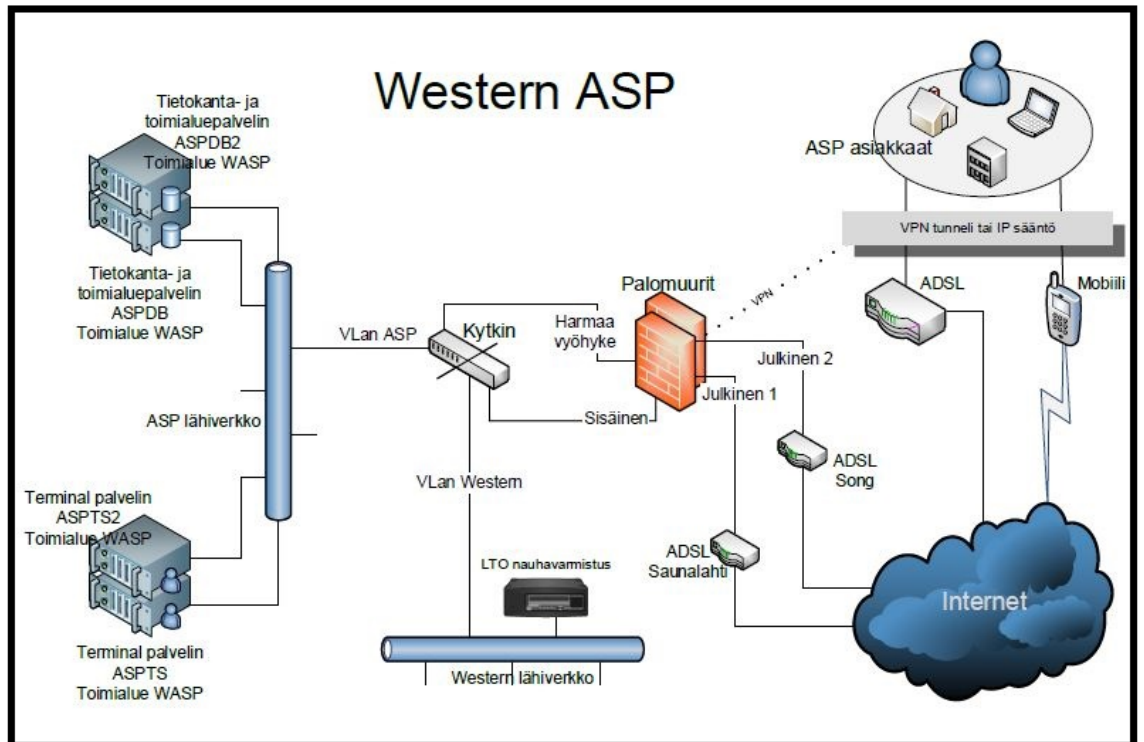 Western ASP
Tietokanta- ja
toimialuepalvelin
ASPDB2
Toimialue WASP
Tietokanta- ja
toimialuepalvelin
ASPDB
Toimialue WASP
ASP lähiverkko
Terminal palvelin
ASPTS2
Toimialue WASP
Terminal palvelin
ASPTS
Toimialue WASP
VLan ASP
Kytkin
Harmaa
vyöhyke
Sisäinen
VLan Western
LTO nauhavarmistus
Western lähiverkko
Palomuurit
VPN
Julkinen 2
Julkinen 1
ADSL
Song
ADSL
Saunalahti
ASP asiakkaat
VPN tunneli tai IP sääntö
ADSL
Mobiili
Internet